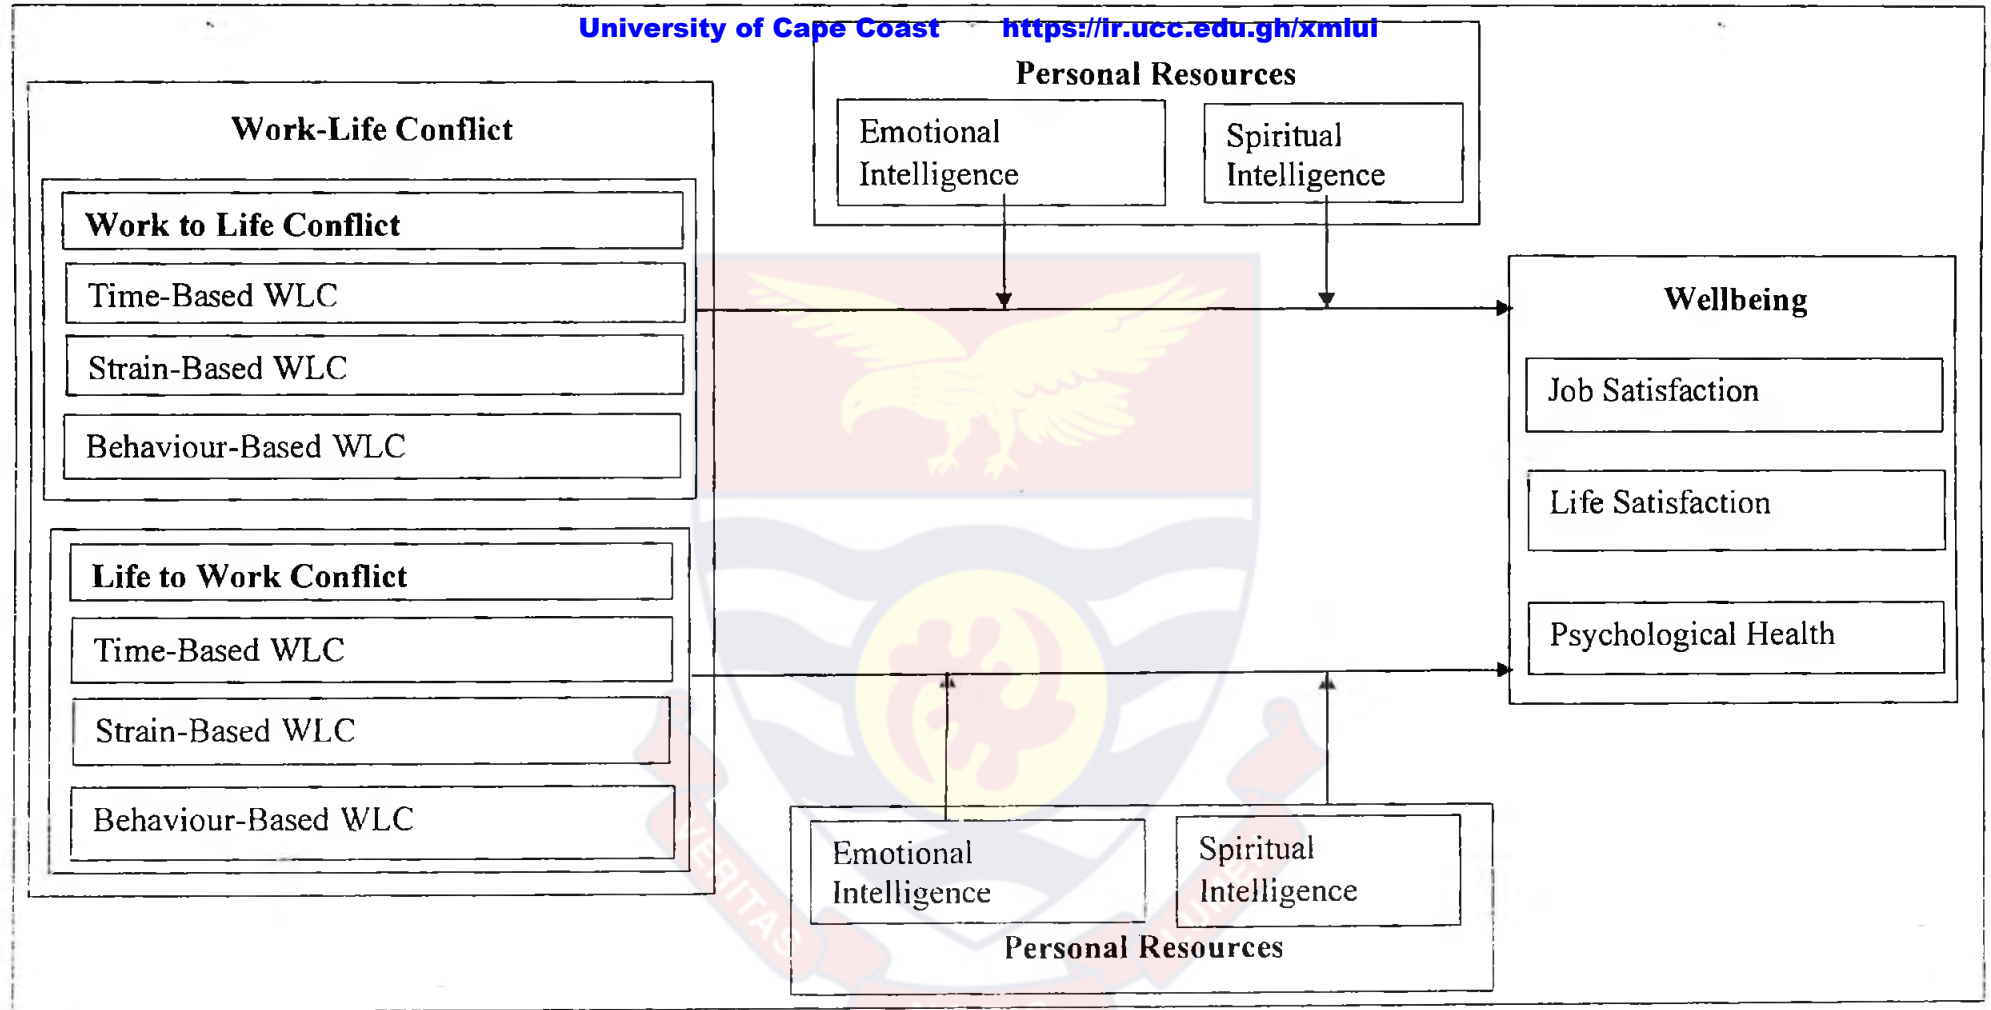 University of Cape Coast https://ir.ucc.edu.gh/xmlui
Personal Resources
Emotional
Intelligence
Spiritual
Intelligence
Work-Life Conflict
Work to Life Conflict
Time-Based WLC
Strain-Based WLC
Behaviour-Based WLC
Life to Work Conflict
Time-Based WLC
Strain-Based WLC
Behaviour-Based WLC
Wellbeing
Job Satisfaction
Life Satisfaction
Psychological Health
Emotional
Intelligence
Spiritual
Intelligence
Personal Resources
VERITAS